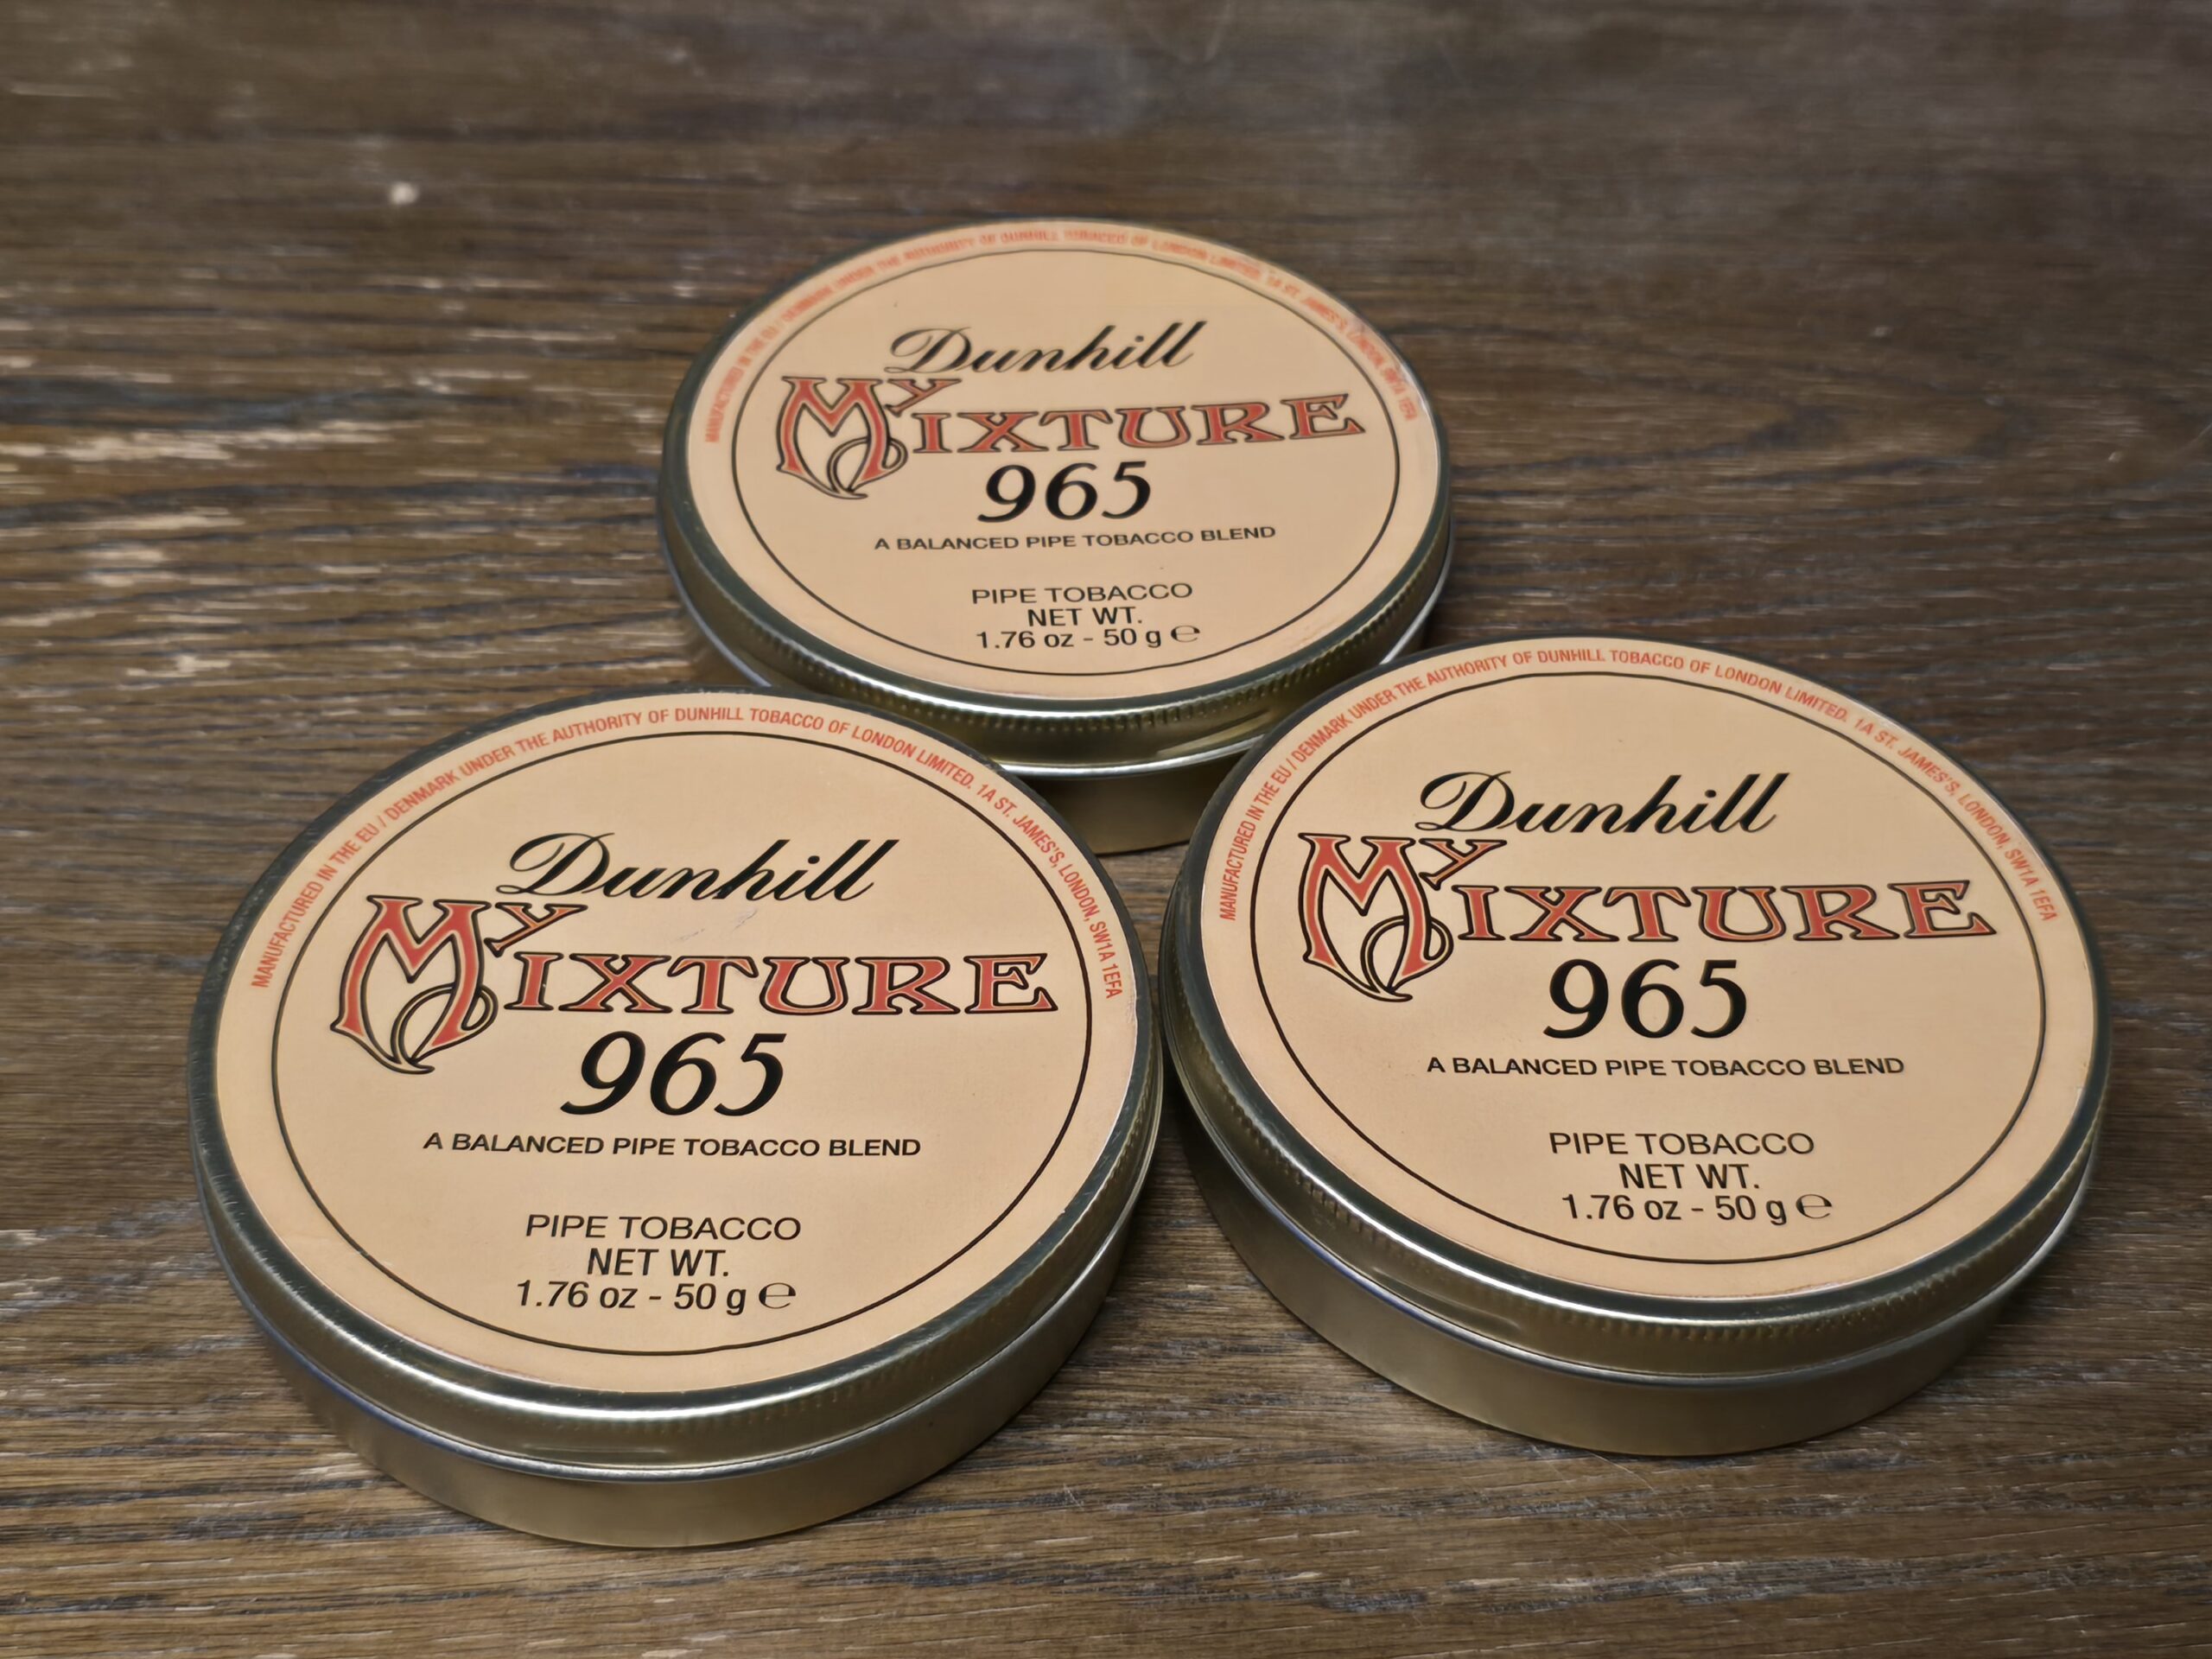 MANUFACTURED IN THE EU / DENMARK UNDER THE AUTHORITY OF DUNHILL TOBACCO OF LONDON LIMITED. 1A ST. JAMES'S, LONDON, SW1A 1EFA
Dunhill
My MIXTURE
965
A BALANCED PIPE TOBACCO BLEND
PIPE TOBACCO
NET WT.
1.76 oz - 50 g ℮
MANUFACTURED IN THE EU / DENMARK UNDER THE AUTHORITY OF DUNHILL TOBACCO OF LONDON LIMITED. 1A ST. JAMES'S, LONDON, SW1A 1EFA
Dunhill
My MIXTURE
965
A BALANCED PIPE TOBACCO BLEND
PIPE TOBACCO
NET WT.
1.76 oz - 50 g ℮
MANUFACTURED IN THE EU / DENMARK UNDER THE AUTHORITY OF DUNHILL TOBACCO OF LONDON LIMITED. 1A ST. JAMES'S, LONDON, SW1A 1EFA
Dunhill
My MIXTURE
965
A BALANCED PIPE TOBACCO BLEND
PIPE TOBACCO
NET WT.
1.76 oz - 50 g ℮